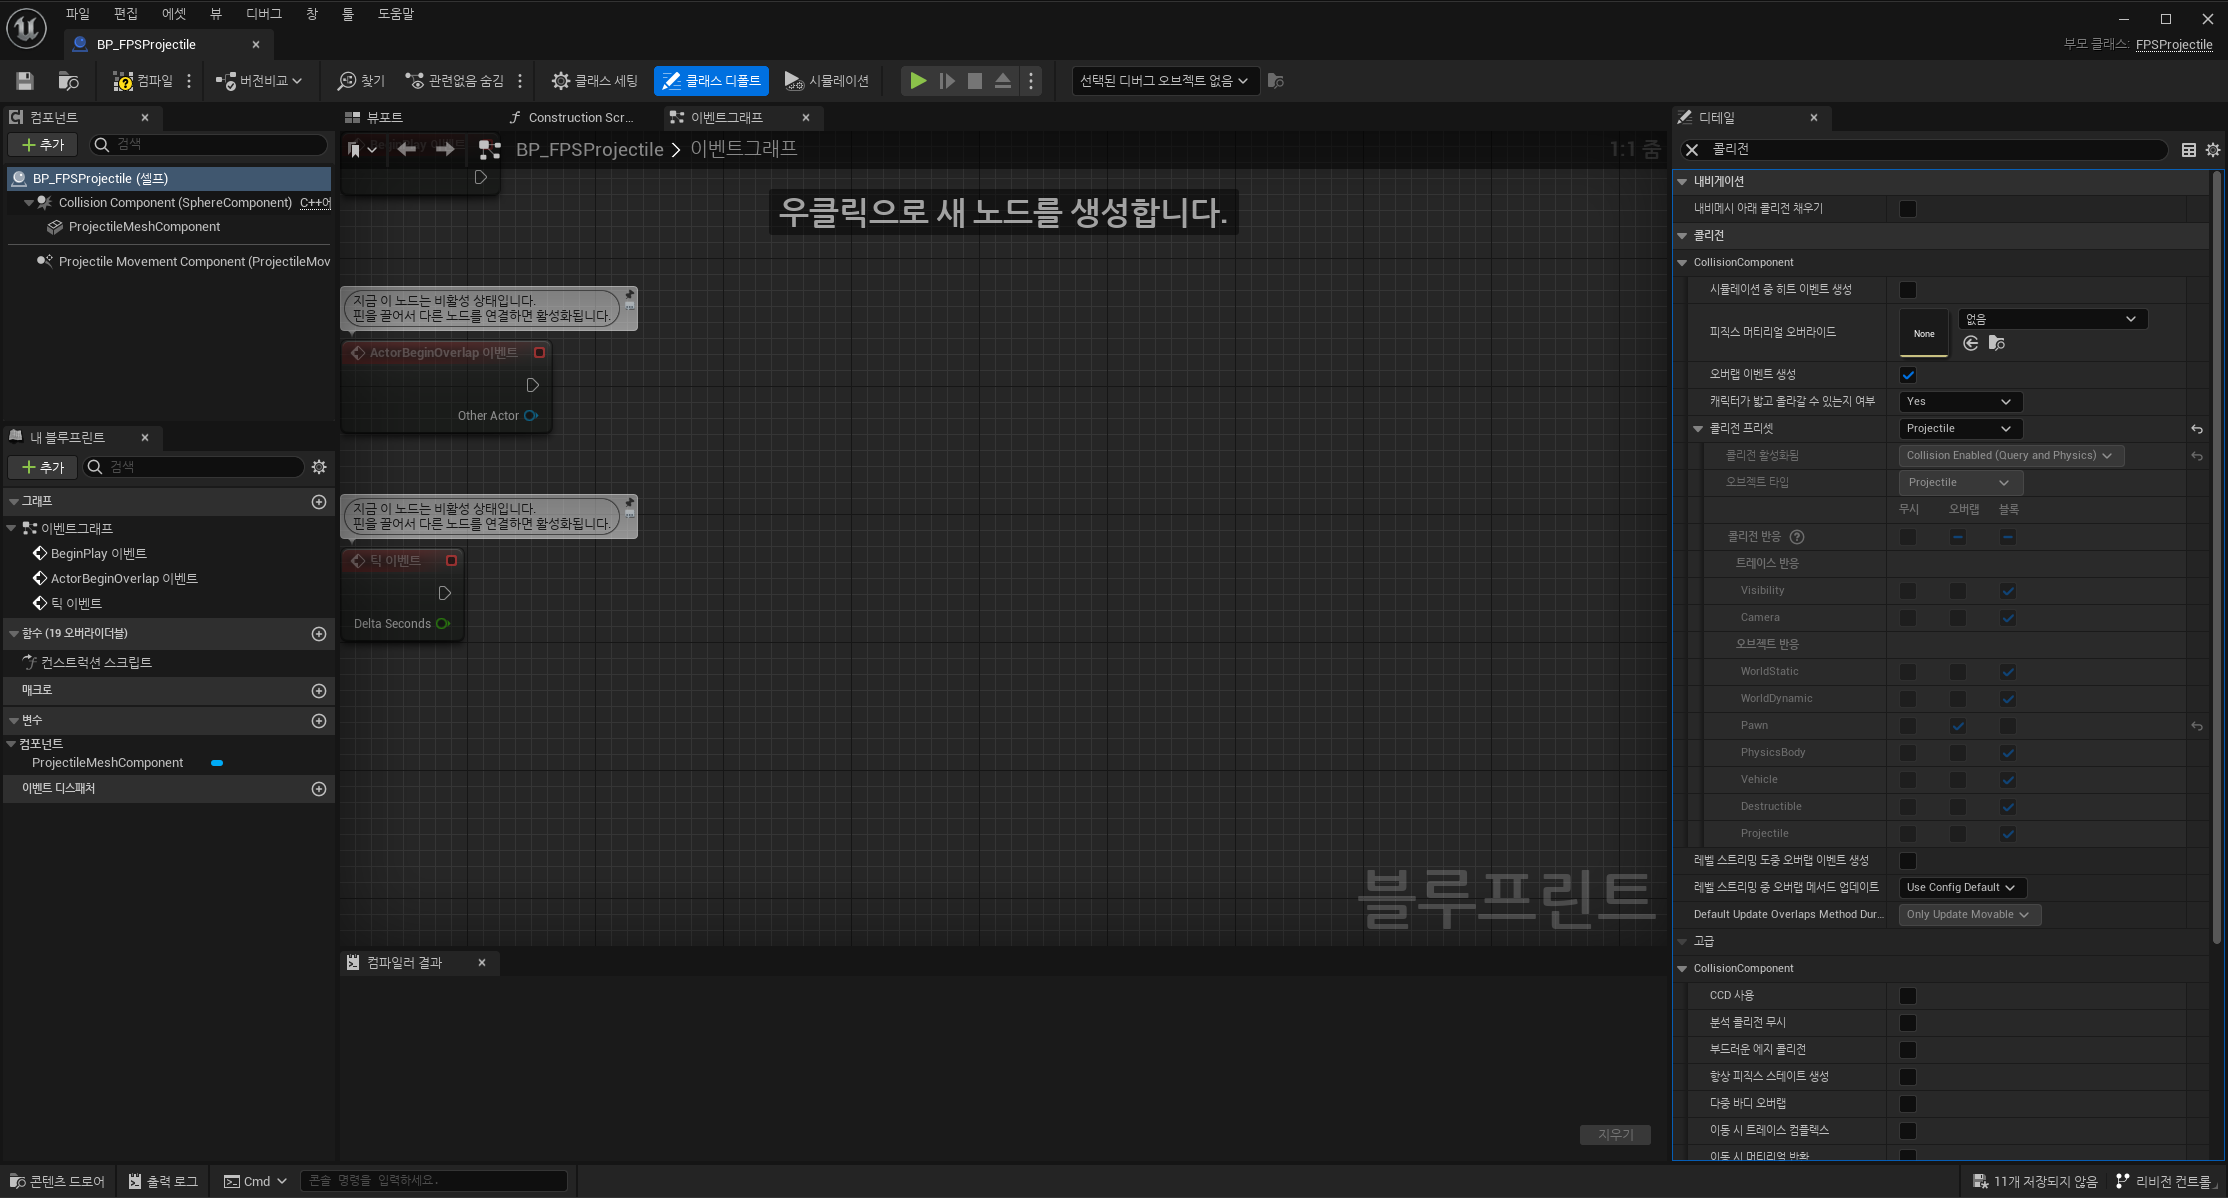 파일 편집 에셋 뷰 디버그 창 툴 도움말
BP_FPSProjectile
부모 클래스: FPSProjectile
컴파일 버전비교 찾기 관련없음 숨김 클래스 세팅 클래스 디폴트 시뮬레이션 선택된 디버그 오브젝트 없음
컴포넌트
추가 검색
BP_FPSProjectile (셀프)
Collision Component (SphereComponent) C++어
ProjectileMeshComponent
Projectile Movement Component (ProjectileMov
내 블루프린트
추가 검색
그래프
이벤트그래프
BeginPlay 이벤트
ActorBeginOverlap 이벤트
틱 이벤트
함수 (19 오버라이더블)
컨스트럭션 스크립트
매크로
변수
컴포넌트
ProjectileMeshComponent
이벤트 디스패처
뷰포트 Construction Scr... 이벤트그래프
BP_FPSProjectile > 이벤트그래프 1:1 줌
우클릭으로 새 노드를 생성합니다.
지금 이 노드는 비활성 상태입니다.
핀을 끌어서 다른 노드를 연결하면 활성화됩니다.
ActorBeginOverlap 이벤트
Other Actor
지금 이 노드는 비활성 상태입니다.
핀을 끌어서 다른 노드를 연결하면 활성화됩니다.
틱 이벤트
Delta Seconds
블루프린트
컴파일러 결과
지우기
디테일
콜리전
내비게이션
내비메시 아래 콜리전 채우기
콜리전
CollisionComponent
시뮬레이션 중 히트 이벤트 생성
피직스 머티리얼 오버라이드 None 없음
오버랩 이벤트 생성
캐릭터가 밟고 올라갈 수 있는지 여부 Yes
콜리전 프리셋 Projectile
콜리전 활성화됨 Collision Enabled (Query and Physics)
오브젝트 타입 Projectile
무시 오버랩 블록
콜리전 반응
트레이스 반응
Visibility
Camera
오브젝트 반응
WorldStatic
WorldDynamic
Pawn
PhysicsBody
Vehicle
Destructible
Projectile
레벨 스트리밍 도중 오버랩 이벤트 생성
레벨 스트리밍 중 오버랩 메서드 업데이트 Use Config Default
Default Update Overlaps Method Dur... Only Update Movable
고급
CollisionComponent
CCD 사용
분석 콜리전 무시
부드러운 에지 콜리전
항상 피직스 스테이트 생성
다중 바디 오버랩
이동 시 트레이스 컴플렉스
이동 시 머티리얼 반환
콘텐츠 드로어 출력 로그 Cmd 콘솔 명령을 입력하세요.
11개 저장되지 않음 리비전 컨트롤